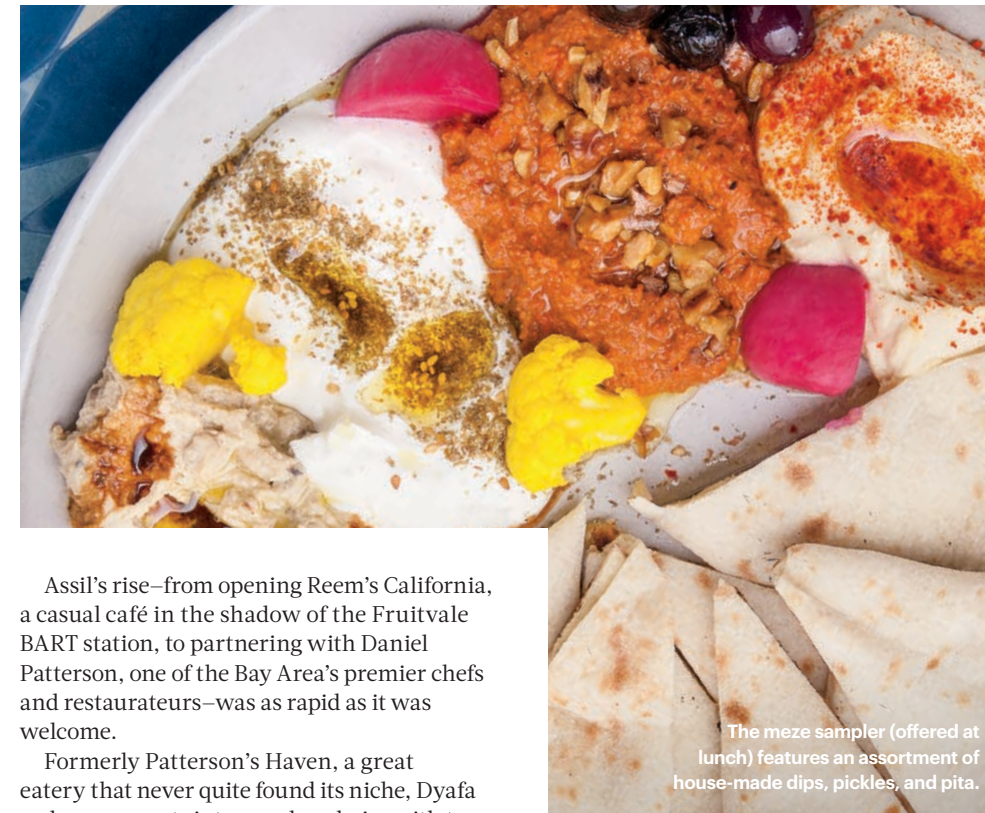 Assil’s rise—from opening Reem’s California,
a casual café in the shadow of the Fruitvale
BART station, to partnering with Daniel
Patterson, one of the Bay Area’s premier chefs
and restaurateurs—was as rapid as it was
welcome.
Formerly Patterson’s Haven, a great
eatery that never quite found its niche, Dyafa
The meze sampler (offered at
lunch) features an assortment of
house-made dips, pickles, and pita.